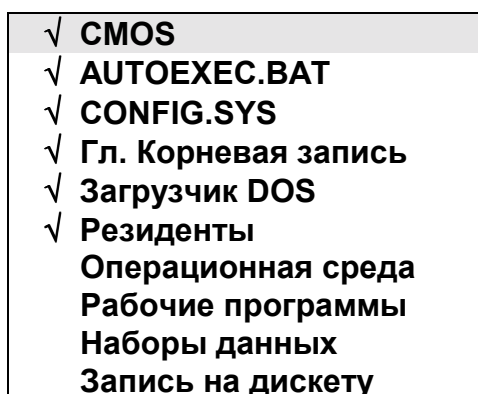 √ CMOS
√ AUTOEXEC.BAT
√ CONFIG.SYS
√ Гл. Корневая запись
√ Загрузчик DOS
√ Резиденты
Операционная среда
Рабочие программы
Наборы данных
Запись на дискету